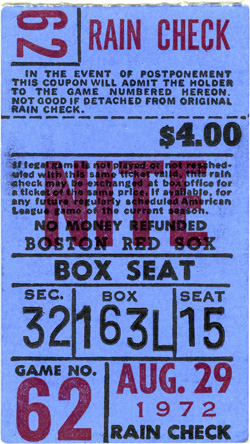 62
RAIN CHECK
IN THE EVENT OF POSTPONEMENT
THIS COUPON WILL ADMIT THE HOLDER
TO THE GAME NUMBERED HEREON.
NOT GOOD IF DETACHED FROM ORIGINAL
RAIN CHECK.
$4.00
If legal game is not played or not resched-
uled with this same ticket valid, this rain
check may be exchanged at box office for
a ticket of the same price, if available, for
any future regularly scheduled American
League game of the current season.
NO MONEY REFUNDED
BOSTON RED SOX
BOX SEAT
SEC. BOX SEAT
32 163L 15
GAME NO. AUG. 29
62 1972
RAIN CHECK